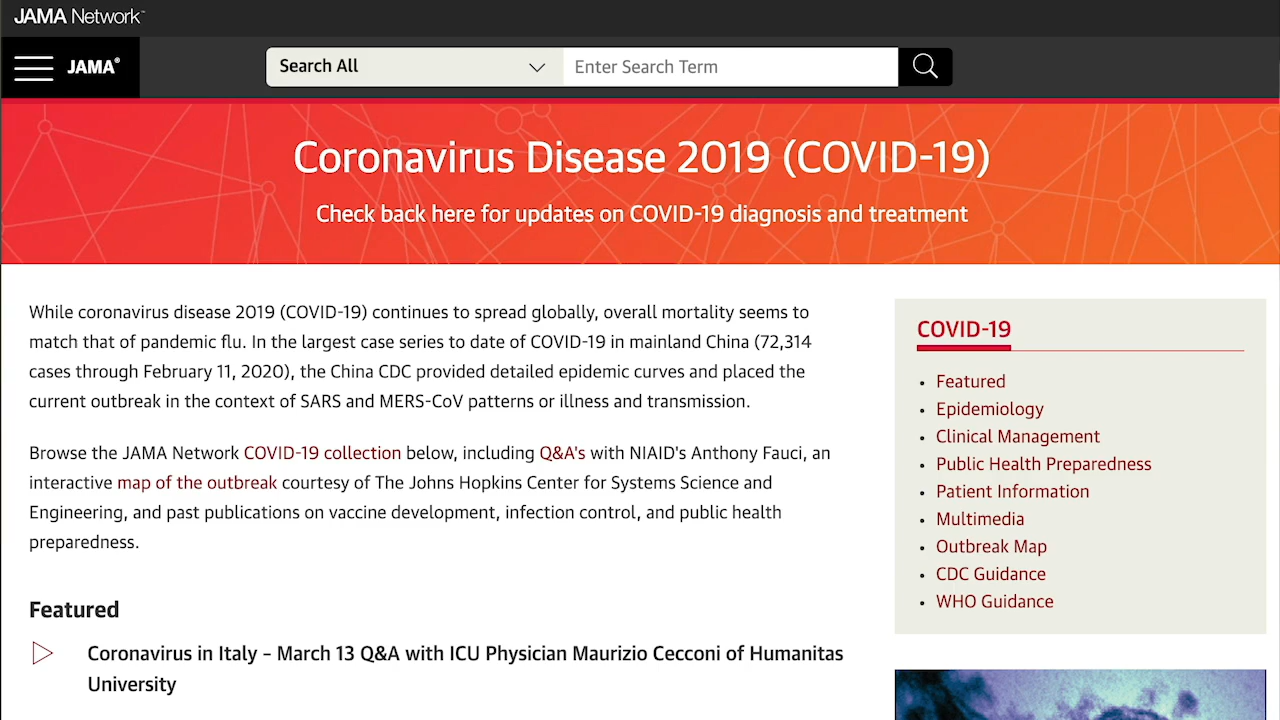 JAMA Network™
JAMA®
Search All
Enter Search Term
Coronavirus Disease 2019 (COVID-19)
Check back here for updates on COVID-19 diagnosis and treatment
While coronavirus disease 2019 (COVID-19) continues to spread globally, overall mortality seems to
match that of pandemic flu. In the largest case series to date of COVID-19 in mainland China (72,314
cases through February 11, 2020), the China CDC provided detailed epidemic curves and placed the
current outbreak in the context of SARS and MERS-CoV patterns or illness and transmission.
Browse the JAMA Network COVID-19 collection below, including Q&A's with NIAID's Anthony Fauci, an
interactive map of the outbreak courtesy of The Johns Hopkins Center for Systems Science and
Engineering, and past publications on vaccine development, infection control, and public health
preparedness.
Featured
Coronavirus in Italy – March 13 Q&A with ICU Physician Maurizio Cecconi of Humanitas
University
COVID-19
• Featured
• Epidemiology
• Clinical Management
• Public Health Preparedness
• Patient Information
• Multimedia
• Outbreak Map
• CDC Guidance
• WHO Guidance